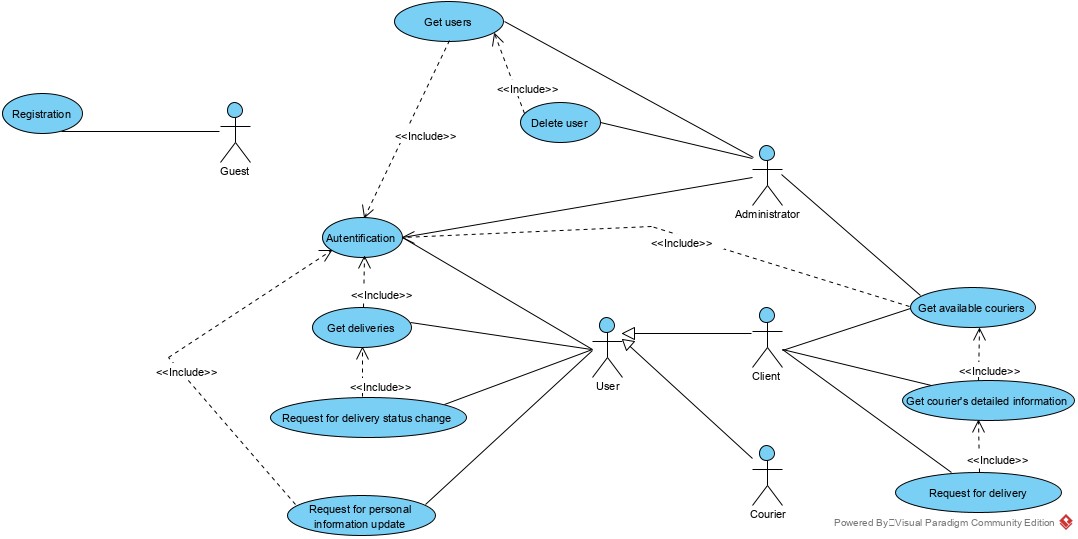 Get users
<<Include>>
Registration
Delete user
<<Include>>
Guest
Administrator
Autentification
<<Include>>
<<Include>>
Get deliveries
Get available couriers
<<Include>>
<<Include>>
<<Include>>
User
Client
<<Include>>
Request for delivery status change
Get courier's detailed information
<<Include>>
Request for personal
information update
Courier
Request for delivery
Powered By Visual Paradigm Community Edition